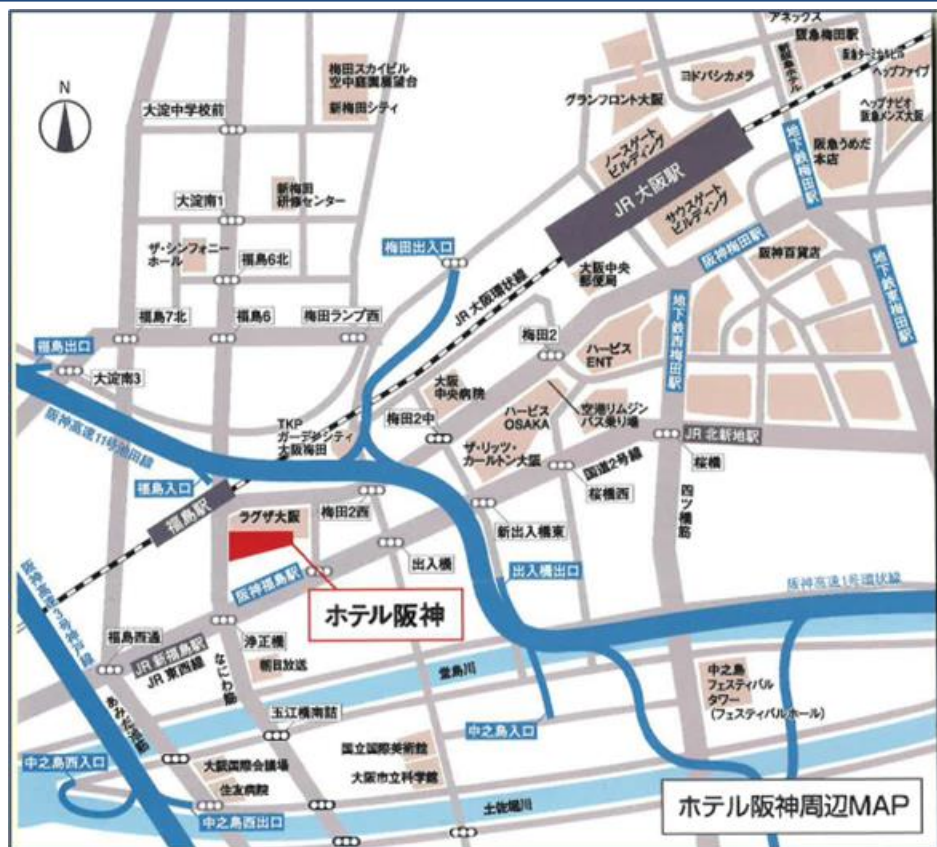 アネックス
阪急梅田駅
阪急ターミナルビル
ヘップファイブ
新阪急ホテル
ヨドバシカメラ
グランフロント大阪
ヘップナビオ
阪急メンズ大阪
梅田スカイビル
空中庭園展望台
新梅田シティ
N
大淀中学校前
ノースゲート
ビルディング
地下鉄梅田駅
阪急うめだ
本店
JR 大阪駅
新梅田
研修センター
大淀南1
サウスゲート
ビルディング
ザ・シンフォニー
ホール
梅田出入口
阪神梅田駅
阪神百貨店
福島6北
大阪中央
郵便局
JR大阪環状線
地下鉄西梅田駅
地下鉄東梅田駅
福島7北
福島6
梅田ランプ西
梅田2
福島出口
ハービス
ENT
大淀南3
大阪
中央病院
ハービス
OSAKA
空港リムジン
バス乗り場
梅田2中
TKP
ガーデンシティ
大阪梅田
阪神高速11号池田線
ザ・リッツ・
カールトン大阪
JR 北新地駅
国道2号線
桜橋
福島入口
桜橋西
四ツ橋筋
福島駅
ラグザ大阪
梅田2西
新出入橋東
出入橋
阪神福島駅
出入橋出口
阪神高速1号環状線
阪神高速3号神戸線
ホテル阪神
福島西通
浄正橋
JR 新福島駅
JR 東西線
朝日放送
なにわ筋
堂島川
中之島
フェスティバル
タワー
(フェスティバルホール)
あみだ池筋
玉江橋南詰
中之島入口
中之島西入口
国立国際美術館
大阪国際会議場
大阪市立科学館
住友病院
土佐堀川
中之島西出口
ホテル阪神周辺MAP